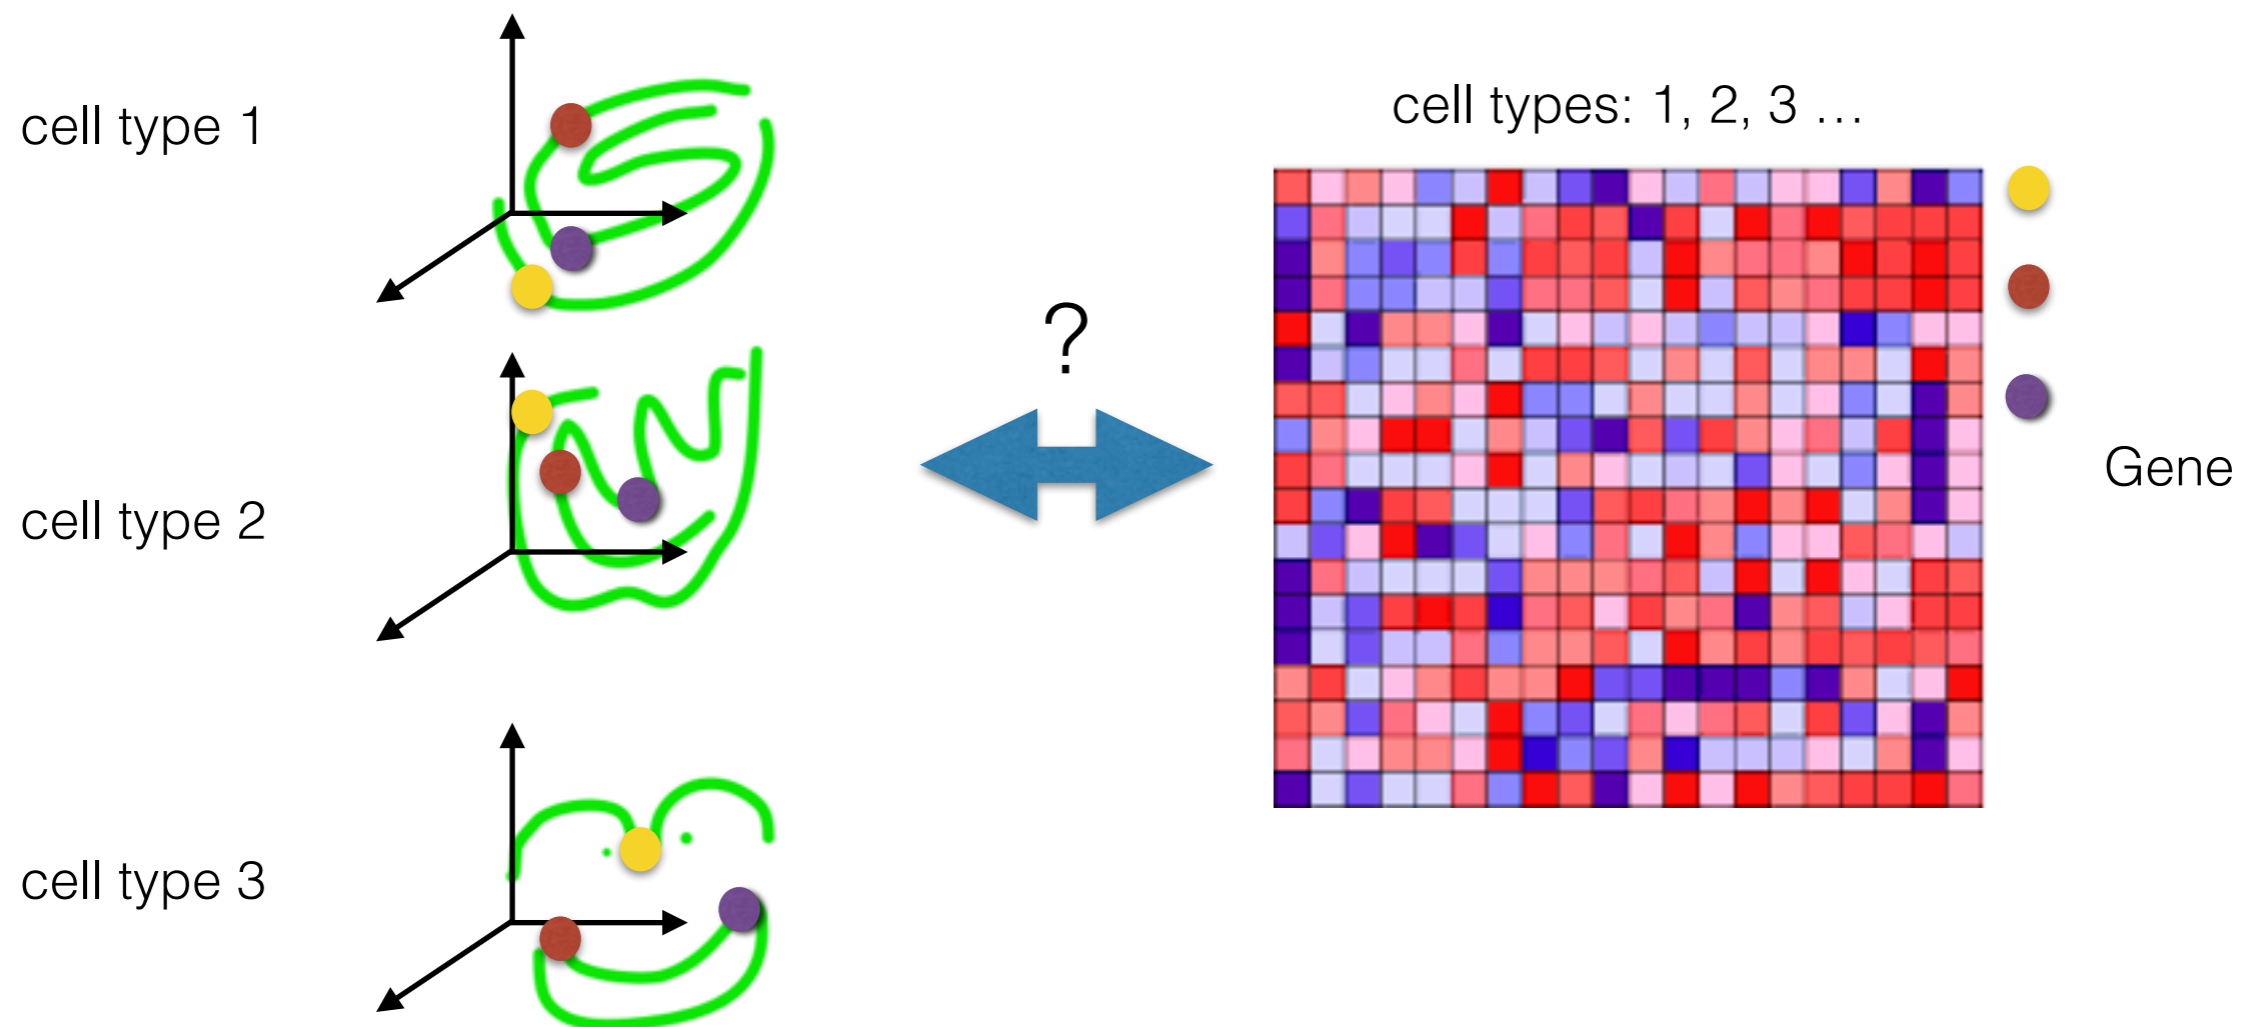 cell type 1
cell types: 1, 2, 3 ...
?
Gene
cell type 2
cell type 3